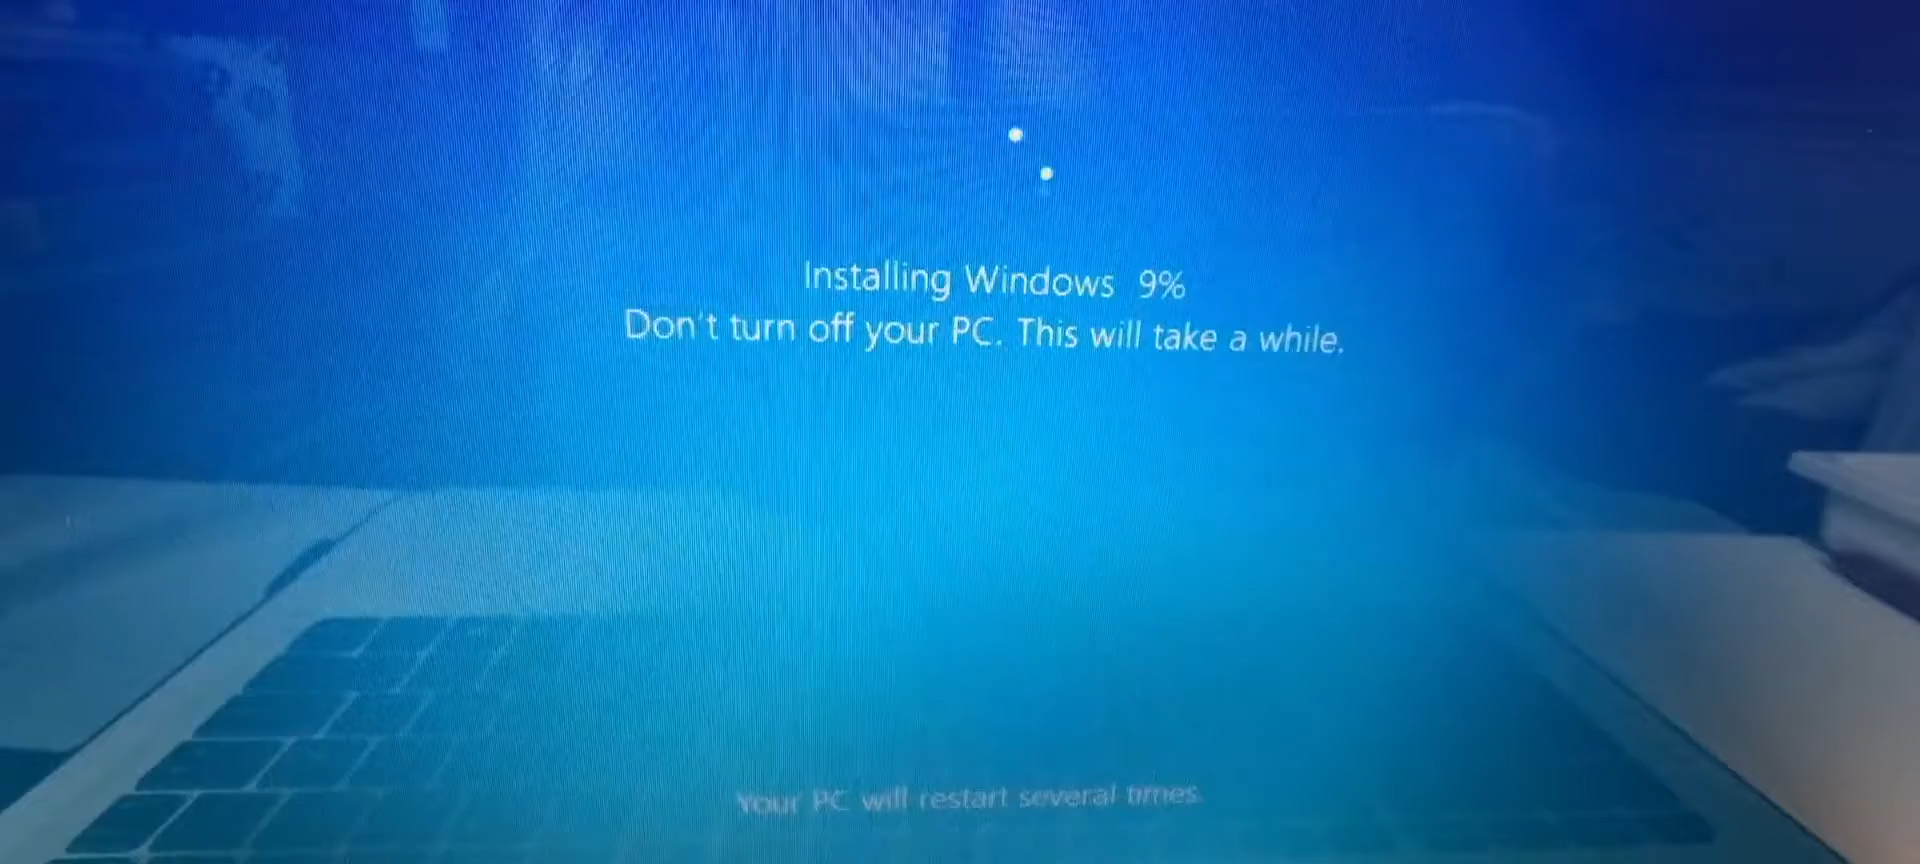 Installing Windows 9%
Don't turn off your PC. This will take a while.
Your PC will restart several times.